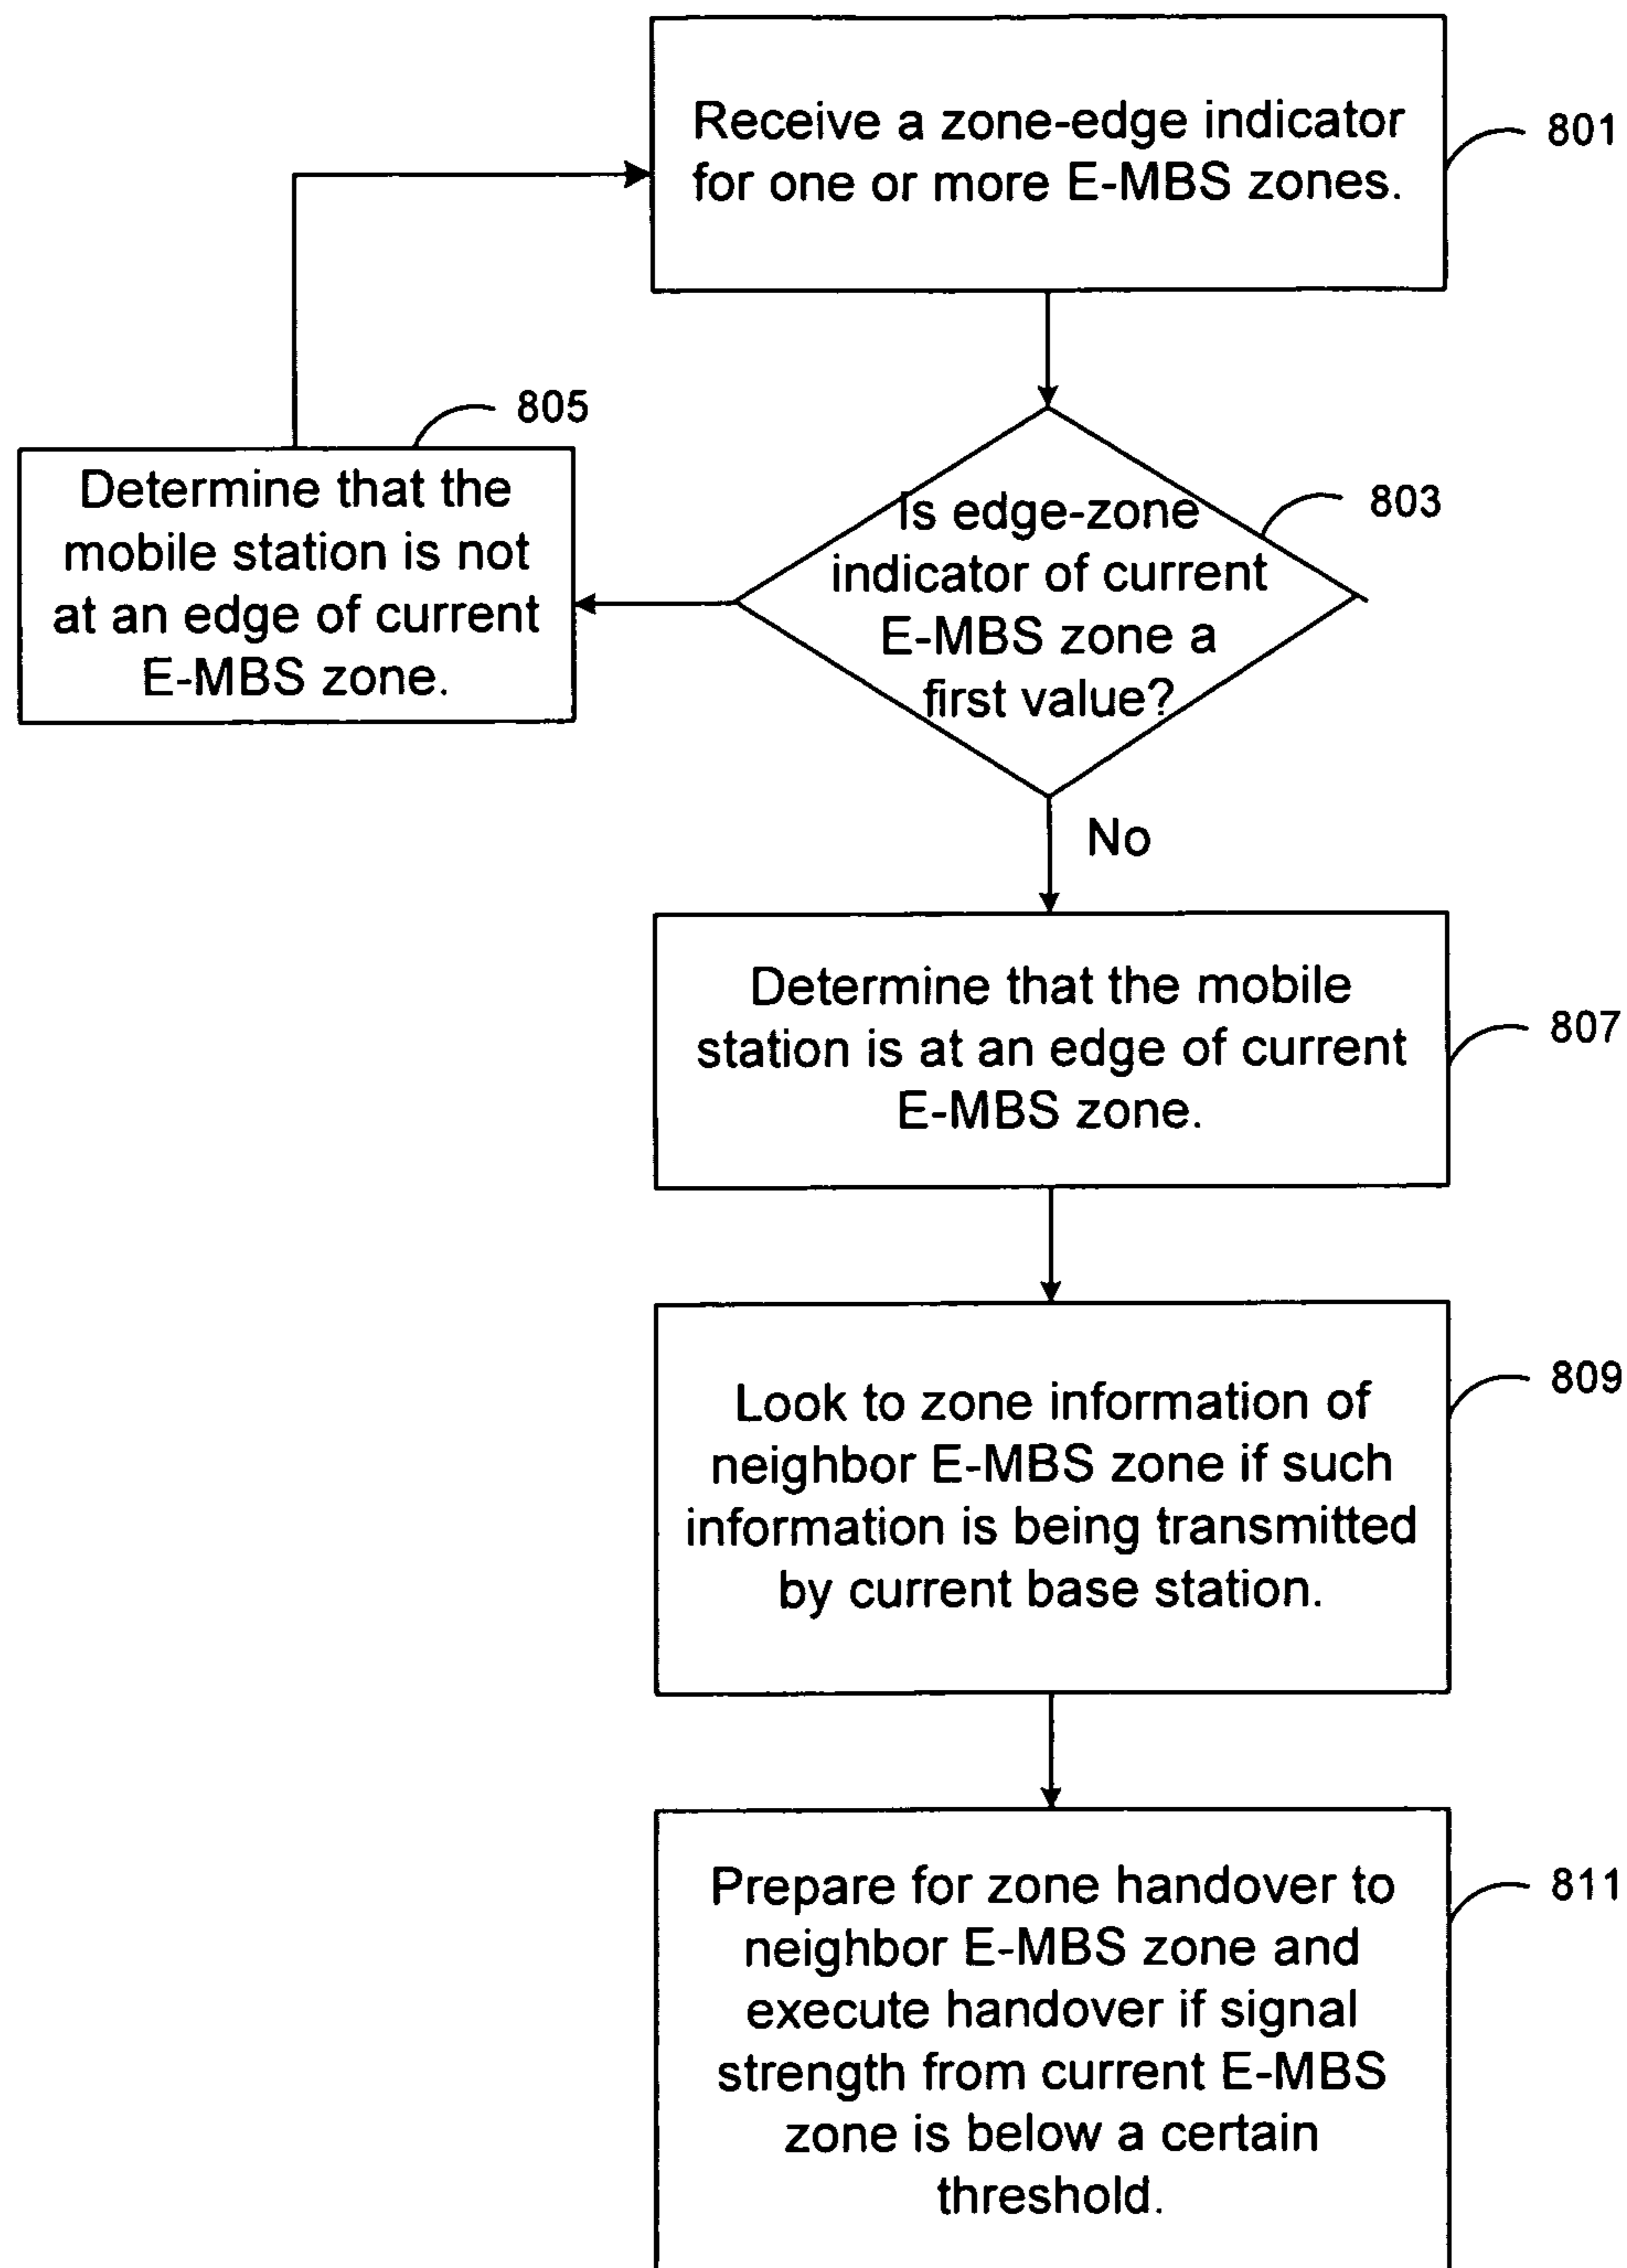 Receive a zone-edge indicator
for one or more E-MBS zones.
801
805
Determine that the
mobile station is not
at an edge of current
E-MBS zone.
Is edge-zone
indicator of current
E-MBS zone a
first value?
803
No
Determine that the mobile
station is at an edge of current
E-MBS zone.
807
Look to zone information of
neighbor E-MBS zone if such
information is being transmitted
by current base station.
809
Prepare for zone handover to
neighbor E-MBS zone and
execute handover if signal
strength from current E-MBS
zone is below a certain
threshold.
811